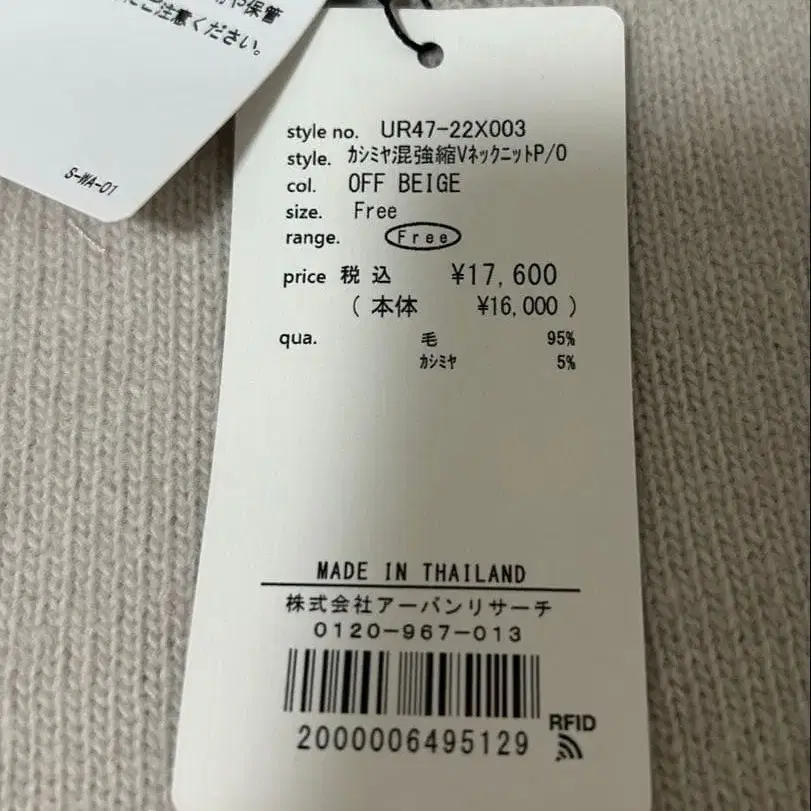 や保管
にご注意ください。
S-WA-01
style no. UR47-22X003
style. カシミヤ混強縮VネックニットP/O
col. OFF BEIGE
size. Free
range. Free
price 税込 ¥17,600
( 本体 ¥16,000 )
qua. 毛 95%
カシミヤ 5%
MADE IN THAILAND
株式会社アーバンリサーチ
0120-967-013
2000006495129
RFID